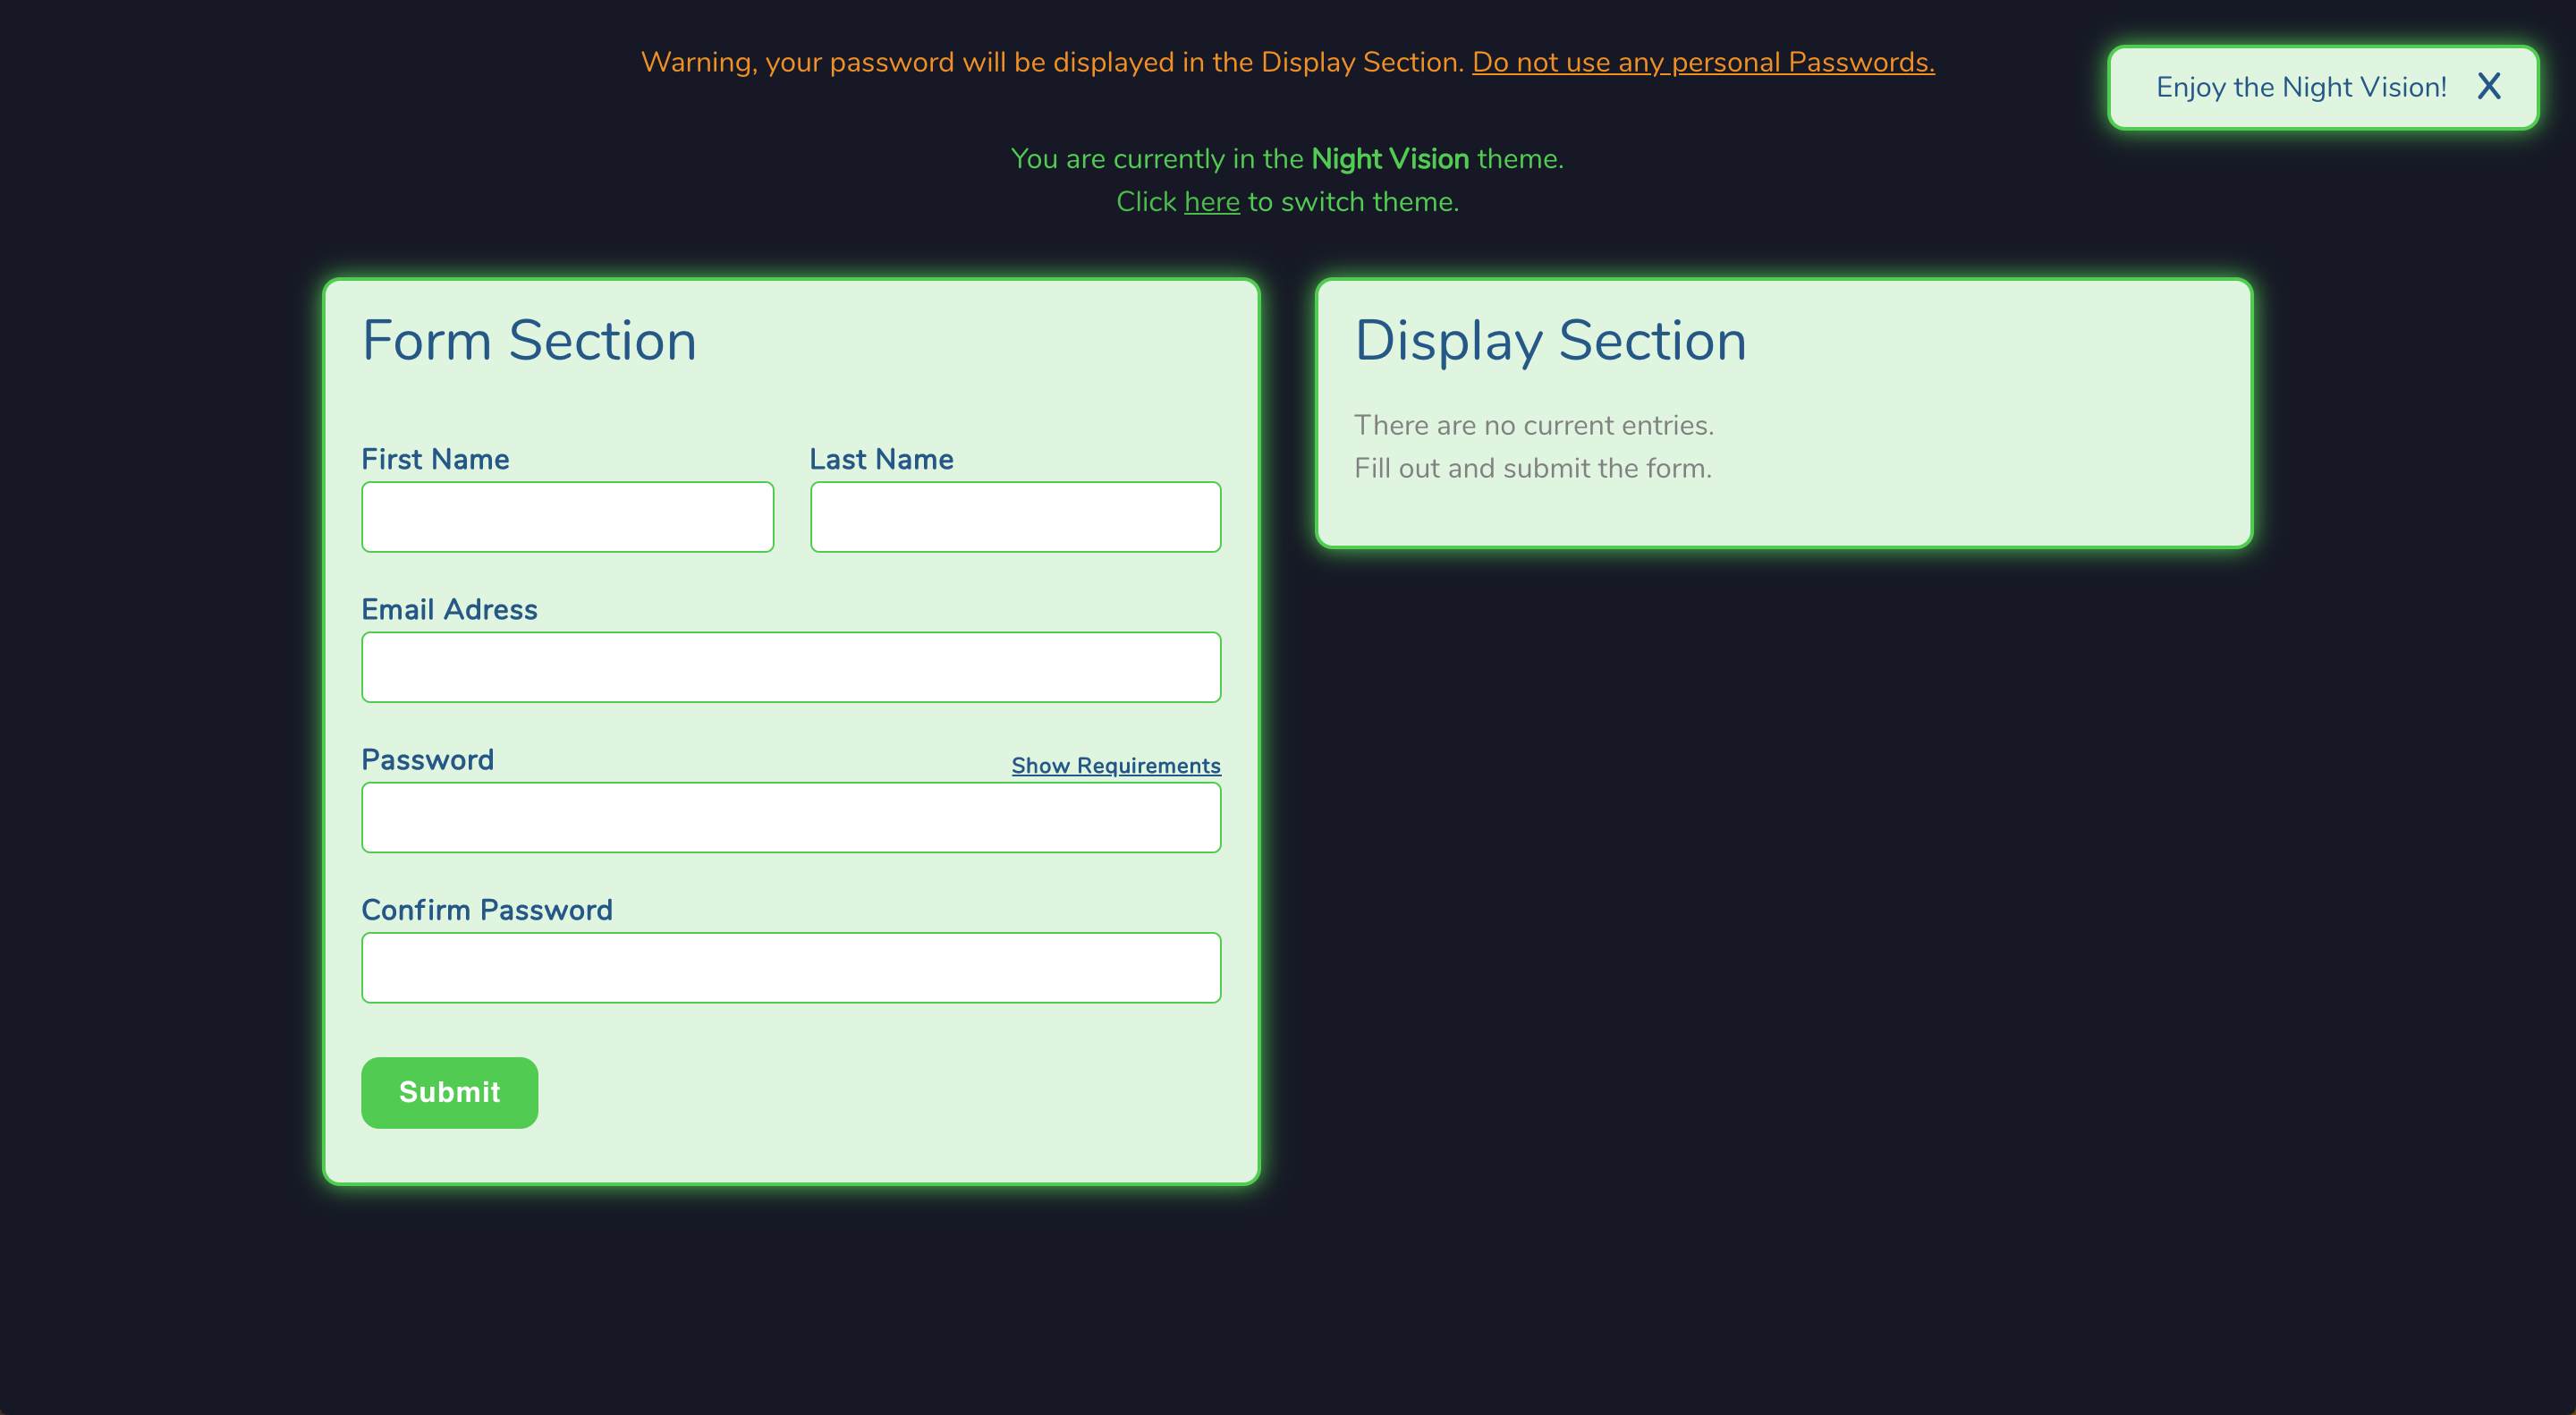 Warning, your password will be displayed in the Display Section. Do not use any personal Passwords.
Enjoy the Night Vision! X
You are currently in the Night Vision theme.
Click here to switch theme.
Form Section
First Name
Last Name
Email Adress
Password
Show Requirements
Confirm Password
Submit
Display Section
There are no current entries.
Fill out and submit the form.